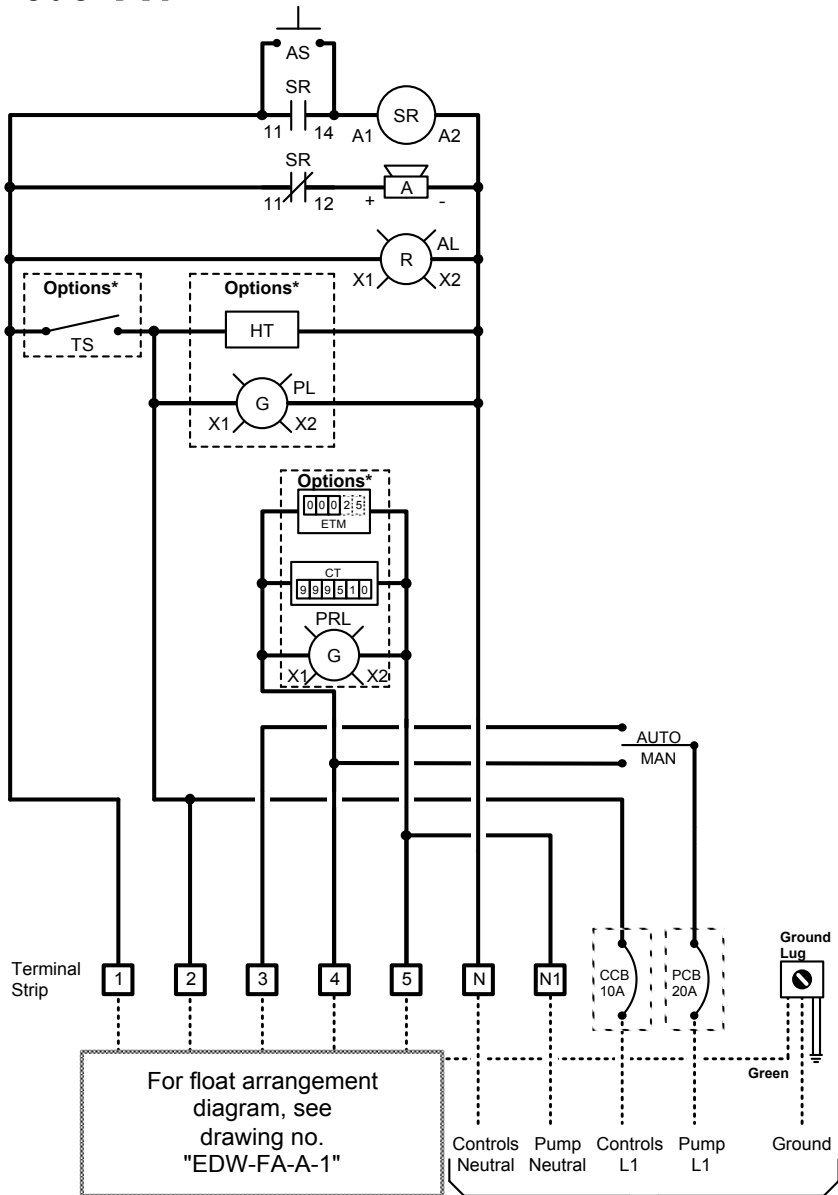 AS
SR
11 14 A1 SR A2
SR
11 12 + A -
R AL
X1 X2
Options* Options*
TS HT
G PL
X1 X2
Options*
0 0 0 2 5
ETM
CT
9 9 9 5 1 0
PRL
G
X1 X2
AUTO
MAN
Terminal
Strip
1 2 3 4 5 N N1
CCB
10A
PCB
20A
Ground
Lug
Green
For float arrangement
diagram, see
drawing no.
"EDW-FA-A-1"
Controls
Neutral
Pump
Neutral
Controls
L1
Pump
L1
Ground